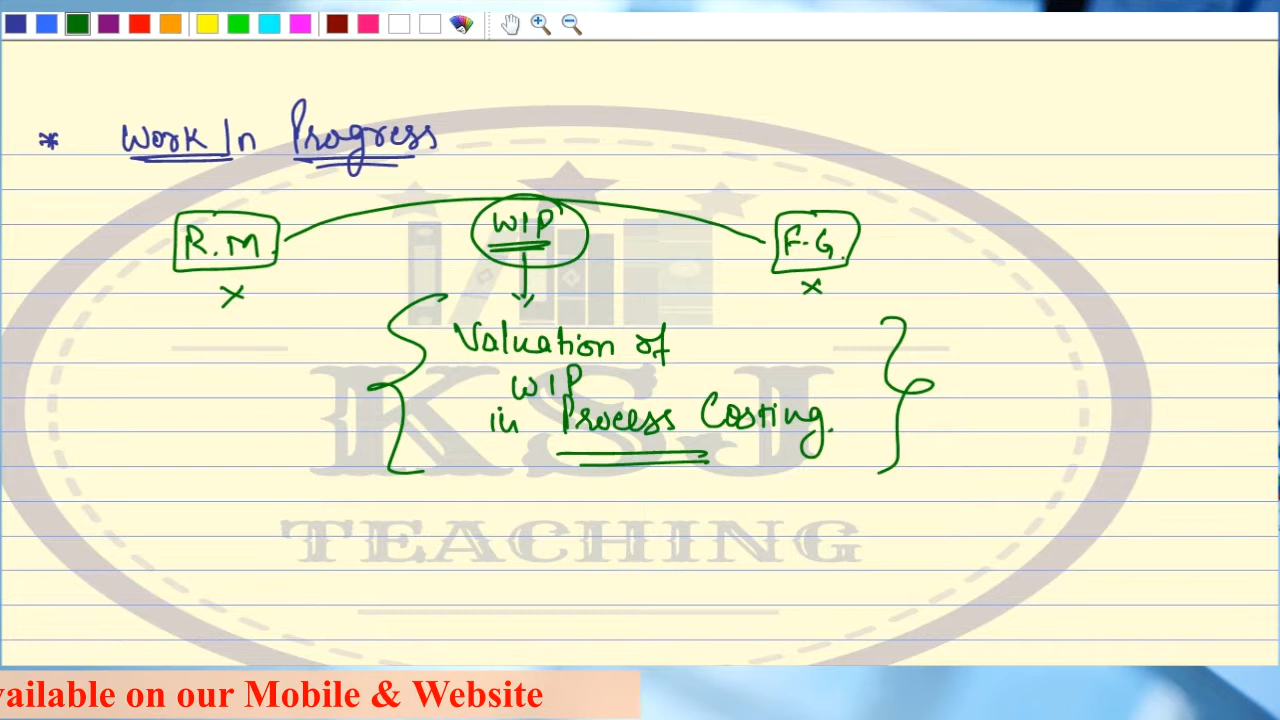 * Work In Progress
R.M. WIP F.G.
x x
Valuation of
WIP
in Process Costing.
KSJ
TEACHING
vailable on our Mobile & Website